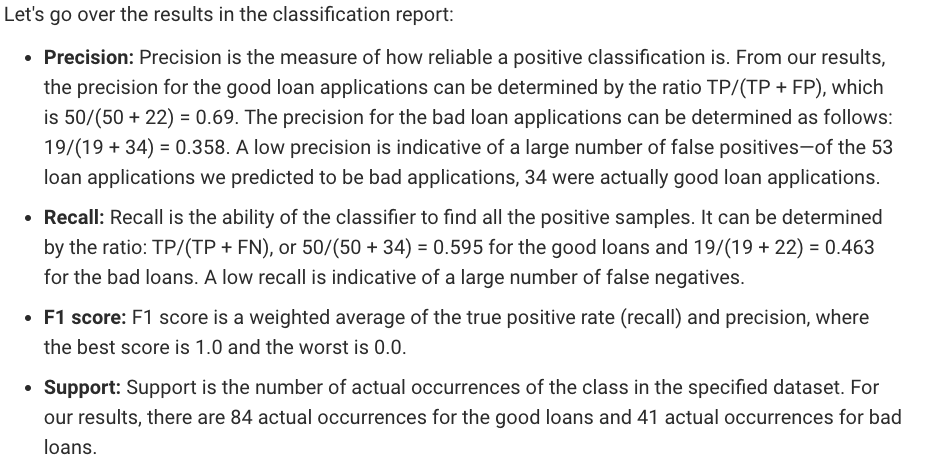 Let's go over the results in the classification report:
• Precision: Precision is the measure of how reliable a positive classification is. From our results,
the precision for the good loan applications can be determined by the ratio TP/(TP + FP), which
is 50/(50 + 22) = 0.69. The precision for the bad loan applications can be determined as follows:
19/(19 + 34) = 0.358. A low precision is indicative of a large number of false positives—of the 53
loan applications we predicted to be bad applications, 34 were actually good loan applications.
• Recall: Recall is the ability of the classifier to find all the positive samples. It can be determined
by the ratio: TP/(TP + FN), or 50/(50 + 34) = 0.595 for the good loans and 19/(19 + 22) = 0.463
for the bad loans. A low recall is indicative of a large number of false negatives.
• F1 score: F1 score is a weighted average of the true positive rate (recall) and precision, where
the best score is 1.0 and the worst is 0.0.
• Support: Support is the number of actual occurrences of the class in the specified dataset. For
our results, there are 84 actual occurrences for the good loans and 41 actual occurrences for bad
loans.